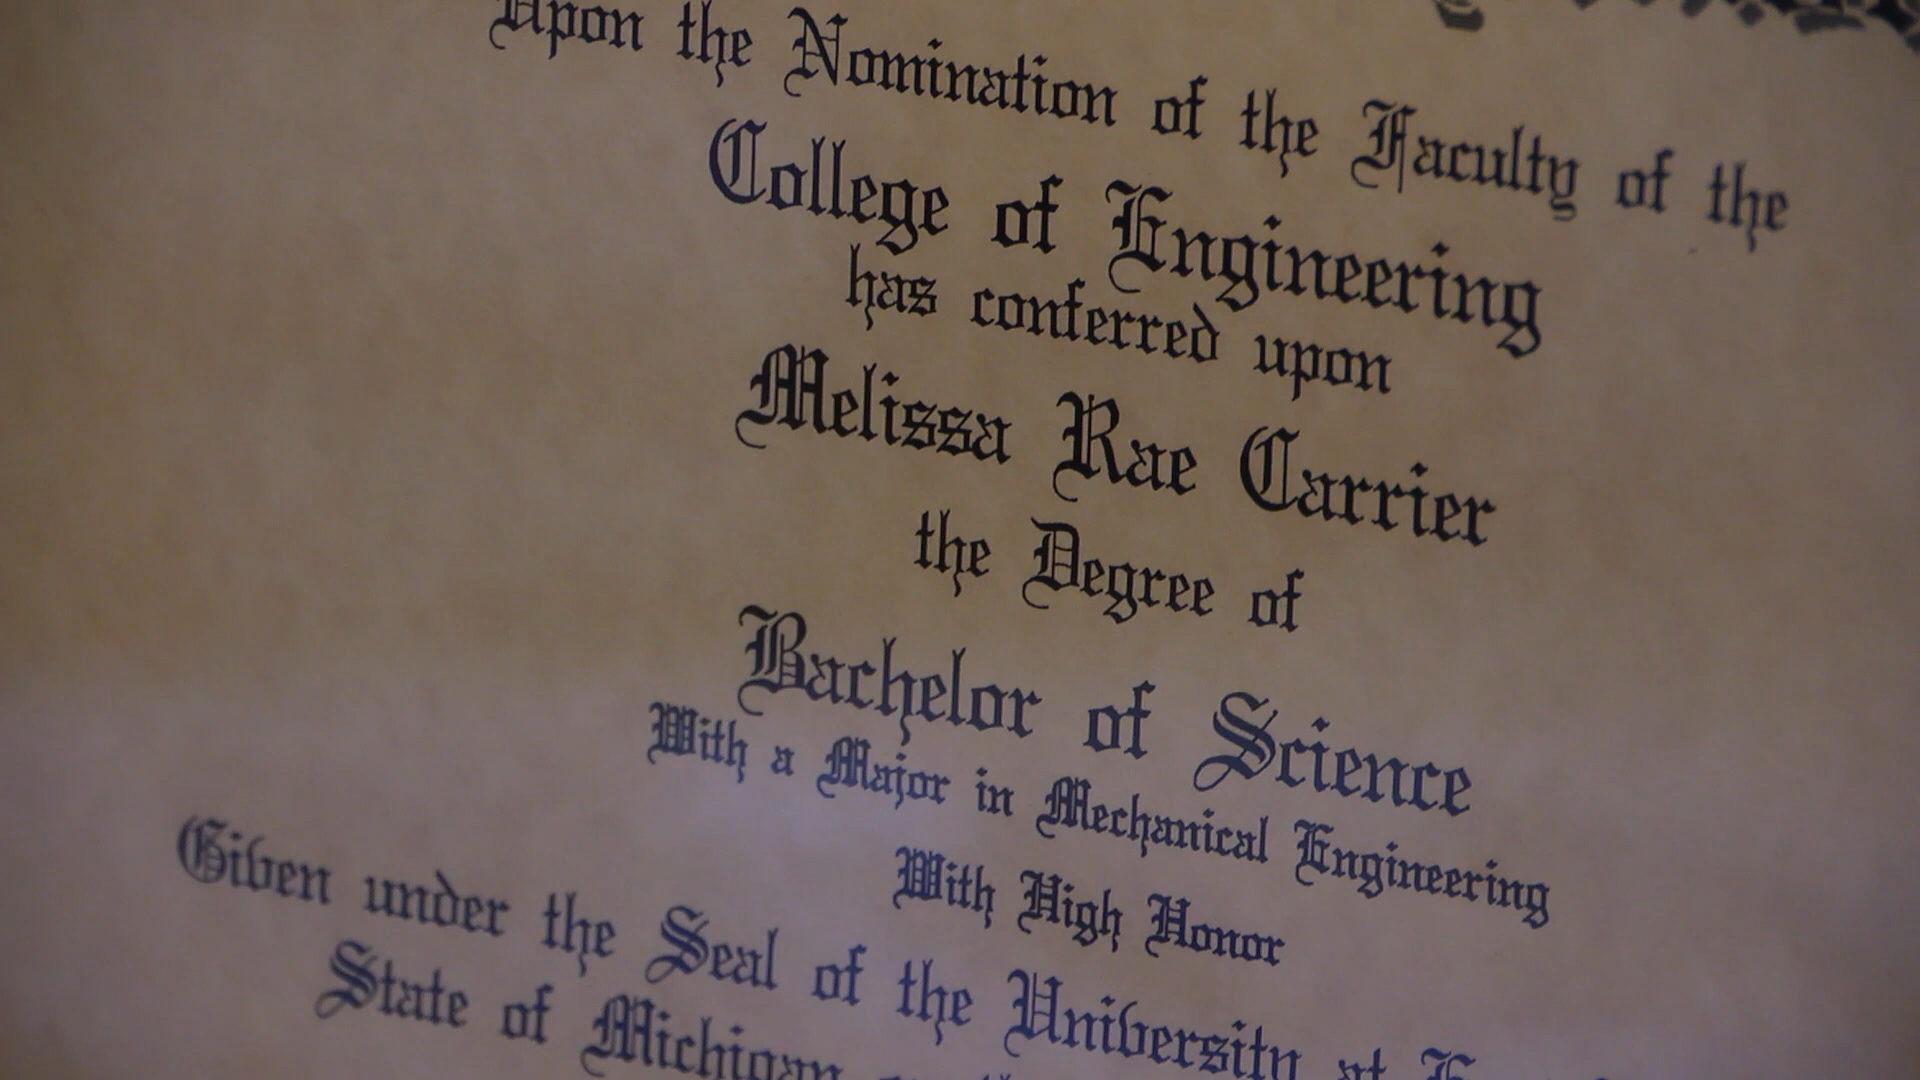 Upon the Nomination of the Faculty of the
College of Engineering
has conferred upon
Melissa Rae Carrier
the Degree of
Bachelor of Science
With a Major in Mechanical Engineering
With High Honor
Given under the Seal of the University at
State of Michigan